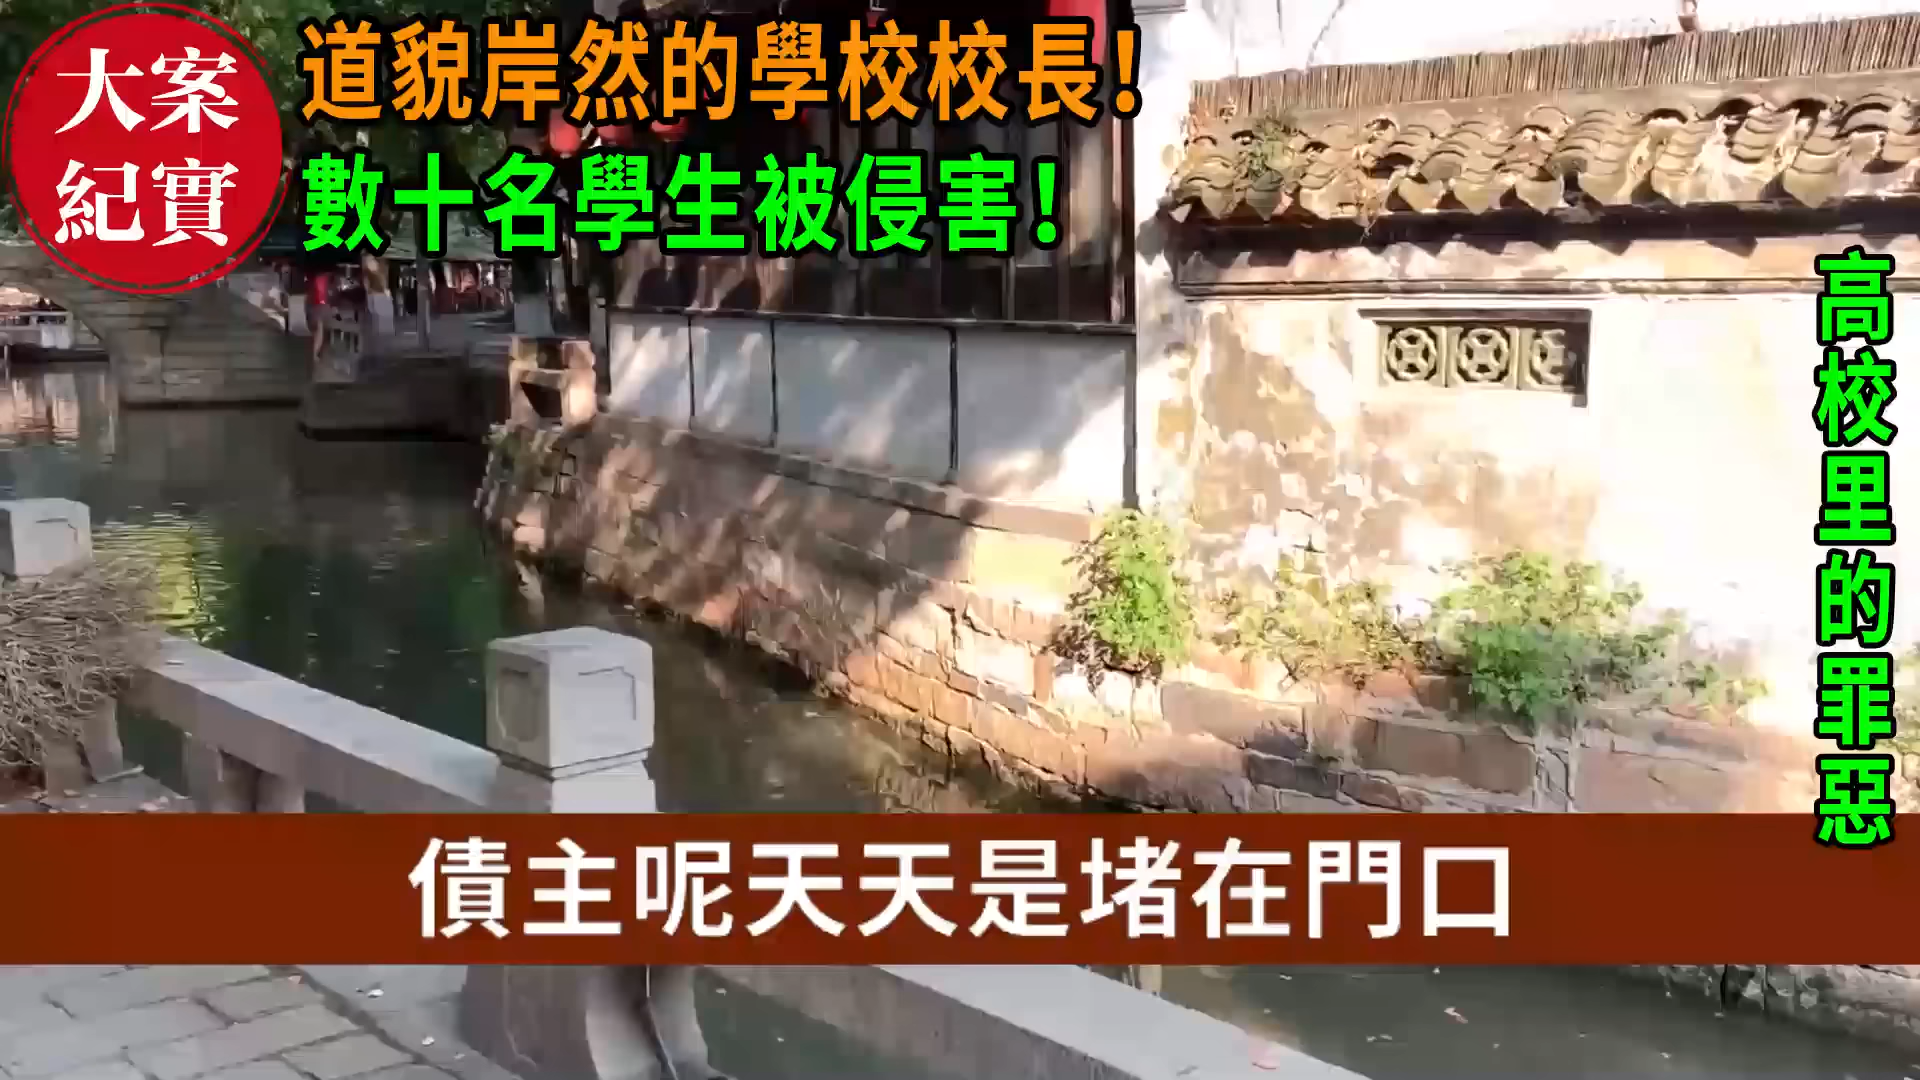 大案
紀實
道貌岸然的學校校長!
數十名學生被侵害!
高校里的罪惡
債主呢天天是堵在門口